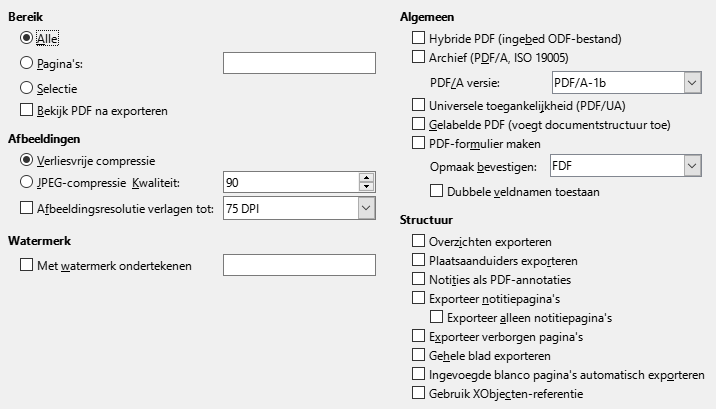 Bereik
Alle
Pagina's:
Selectie
Bekijk PDF na exporteren
Afbeeldingen
Verliesvrije compressie
JPEG-compressie Kwaliteit: 90
Afbeeldingsresolutie verlagen tot: 75 DPI
Watermerk
Met watermerk ondertekenen
Algemeen
Hybride PDF (ingebed ODF-bestand)
Archief (PDF/A, ISO 19005)
PDF/A versie: PDF/A-1b
Universele toegankelijkheid (PDF/UA)
Gelabelde PDF (voegt documentstructuur toe)
PDF-formulier maken
Opmaak bevestigen: FDF
Dubbele veldnamen toestaan
Structuur
Overzichten exporteren
Plaatsaanduiders exporteren
Notities als PDF-annotaties
Exporteer notitiepagina's
Exporteer alleen notitiepagina's
Exporteer verborgen pagina's
Gehele blad exporteren
Ingevoegde blanco pagina's automatisch exporteren
Gebruik XObjecten-referentie